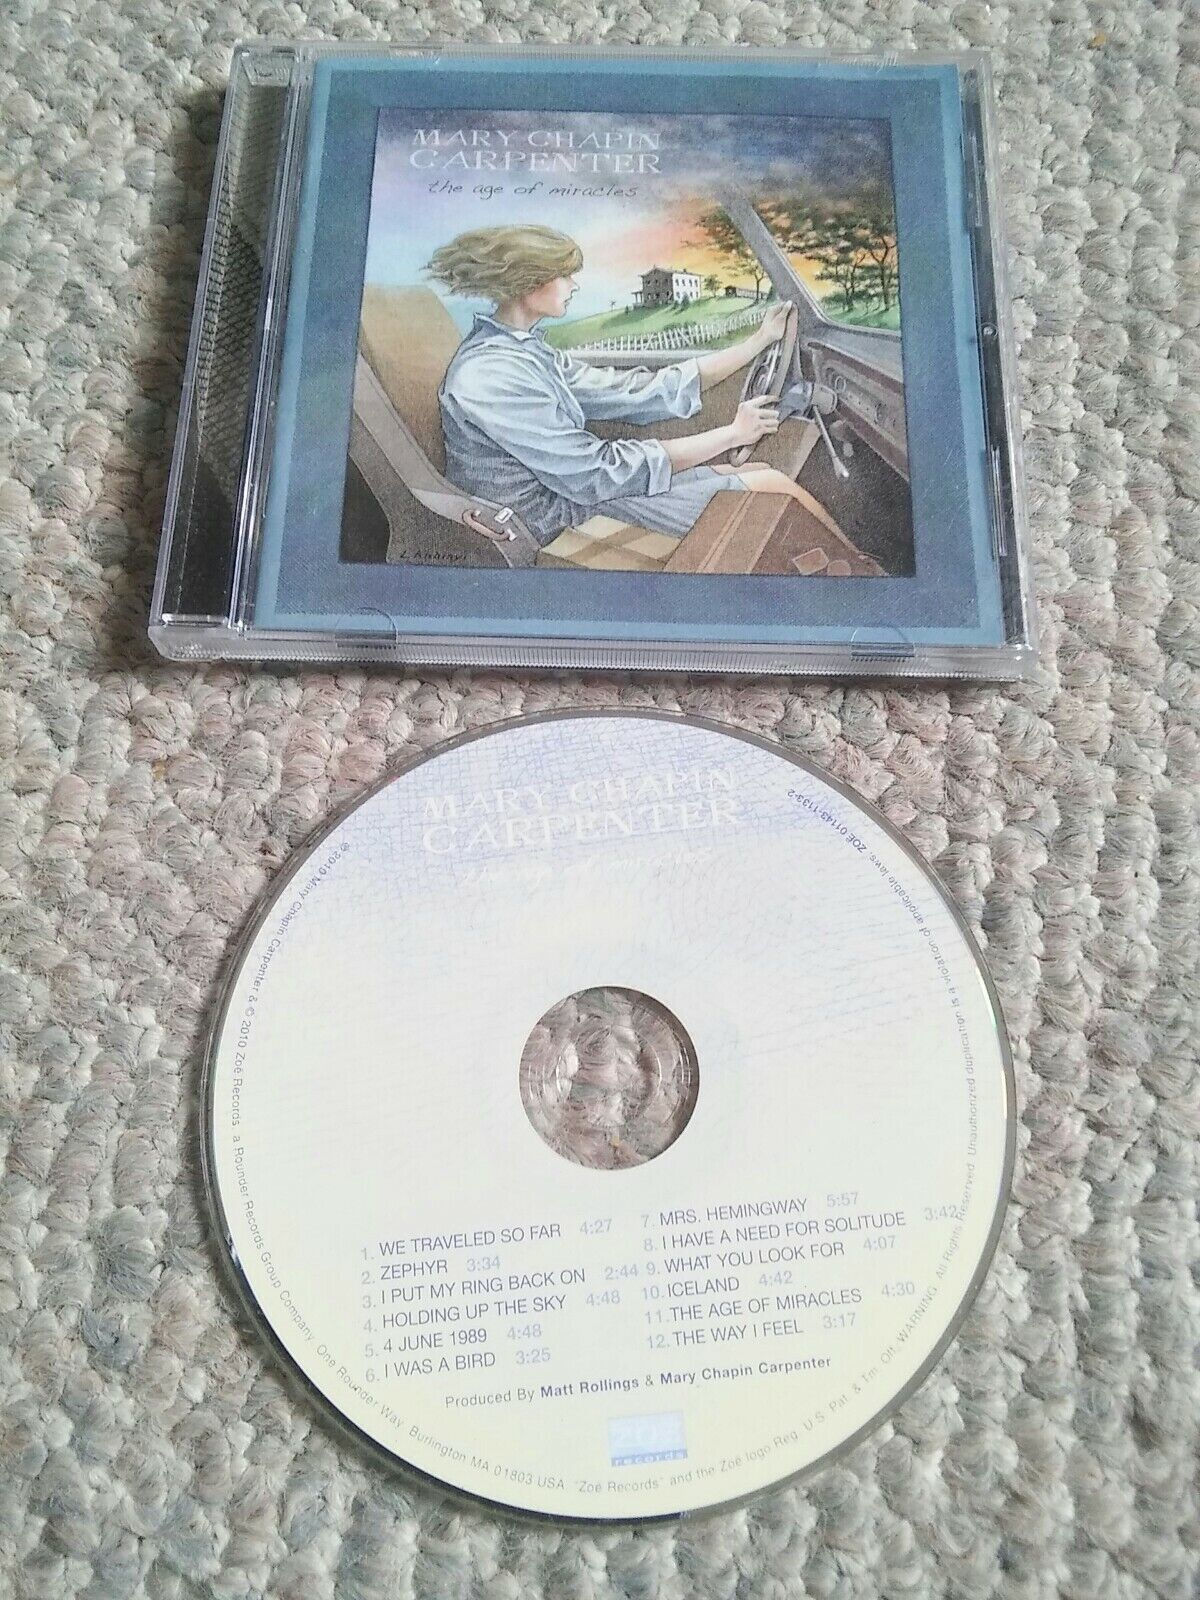 MARY CHAPIN
CARPENTER
the age of miracles
MARY CHAPIN
CARPENTER
1. WE TRAVELED SO FAR 4:27
2. ZEPHYR 3:34
3. I PUT MY RING BACK ON 2:44
4. HOLDING UP THE SKY 4:48
5. 4 JUNE 1989 4:48
6. I WAS A BIRD 3:25
7. MRS. HEMINGWAY 5:57
8. I HAVE A NEED FOR SOLITUDE 3:42
9. WHAT YOU LOOK FOR 4:07
10. ICELAND 4:42
11. THE AGE OF MIRACLES 4:30
12. THE WAY I FEEL 3:17
Produced By Matt Rollings & Mary Chapin Carpenter
ZOE
records
℗ 2010 Mary Chapin Carpenter & © 2010 Zoë Records, a Rounder Records Group Company, One Rounder Way, Burlington, MA 01803 USA. "Zoë Records" and the Zoë logo Reg. U.S. Pat. & Tm. Off. WARNING: All Rights Reserved. Unauthorized duplication is a violation of applicable laws. ZOE 01143-1133-2